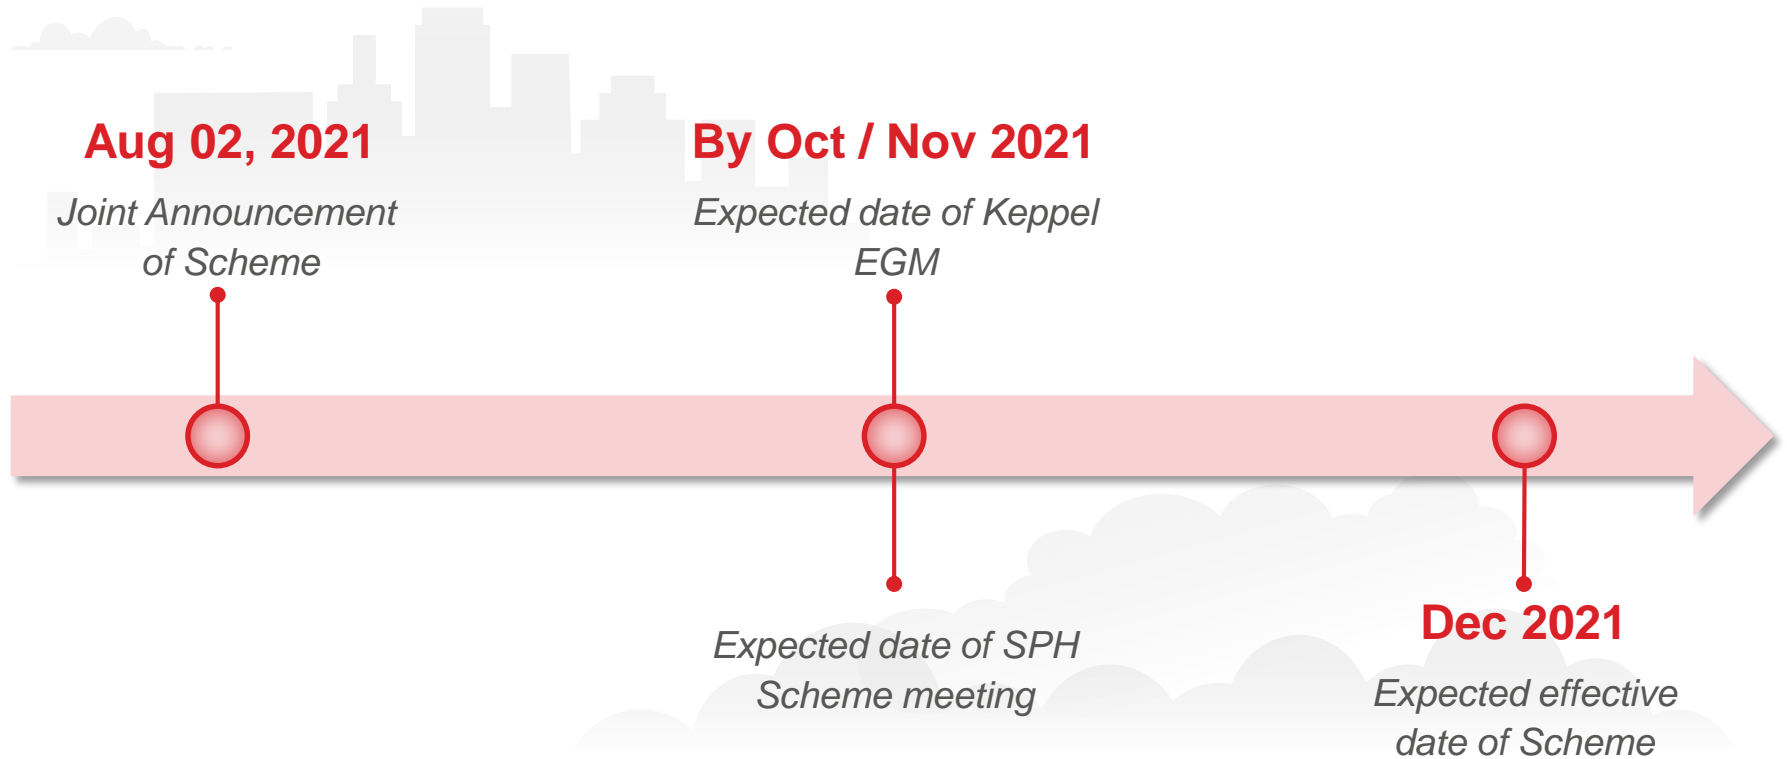 Aug 02, 2021
Joint Announcement
of Scheme
By Oct / Nov 2021
Expected date of Keppel
EGM
Expected date of SPH
Scheme meeting
Dec 2021
Expected effective
date of Scheme